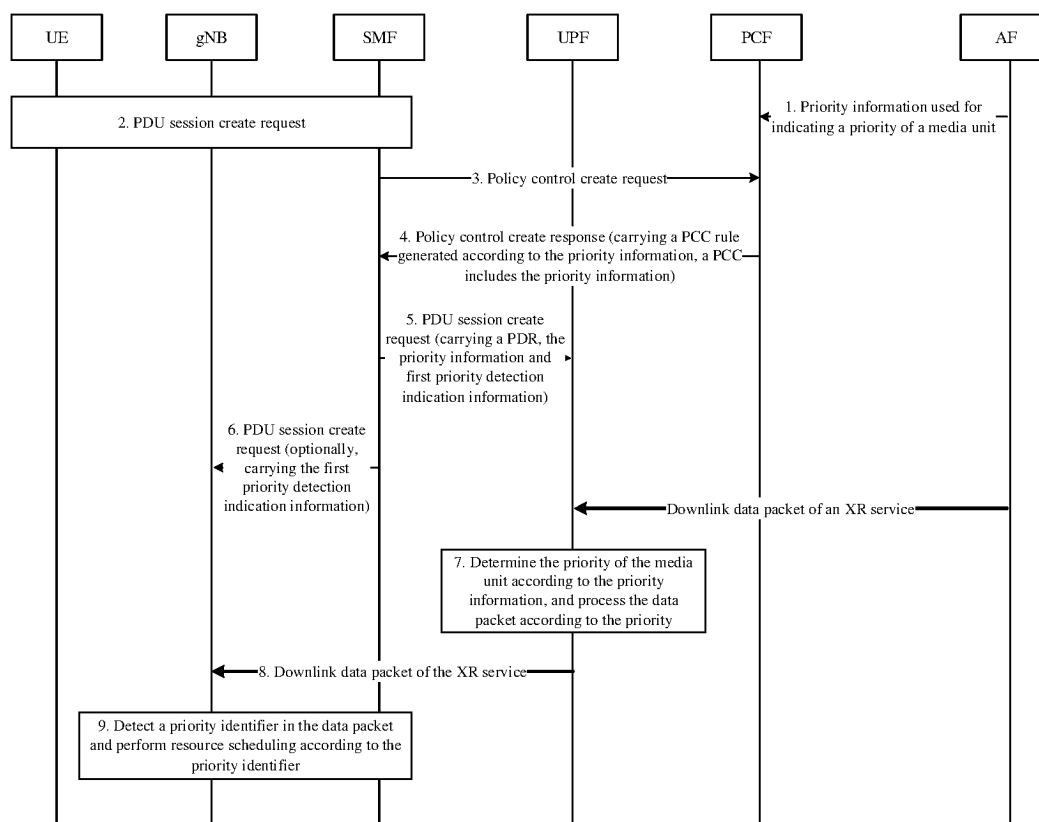 UE
gNB
SMF
UPF
PCF
AF
1. Priority information used for
indicating a priority of a media unit
2. PDU session create request
3. Policy control create request
4. Policy control create response (carrying a PCC rule
generated according to the priority information, a PCC
includes the priority information)
5. PDU session create
request (carrying a PDR, the
priority information and
first priority detection
indication information)
6. PDU session create
request (optionally,
carrying the first
priority detection
indication information)
Downlink data packet of an XR service
7. Determine the priority of the media
unit according to the priority
information, and process the data
packet according to the priority
8. Downlink data packet of the XR service
9. Detect a priority identifier in the data packet
and perform resource scheduling according to the
priority identifier